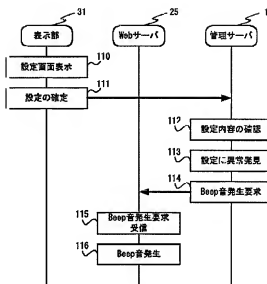 31
25
1
表示部
Webサーバ
管理サーバ
110
設定画面表示
111
設定の確定
112
設定内容の確認
113
設定に異常発見
114
Beep音発生要求
115
Beep音発生要求
受信
116
Beep音発生